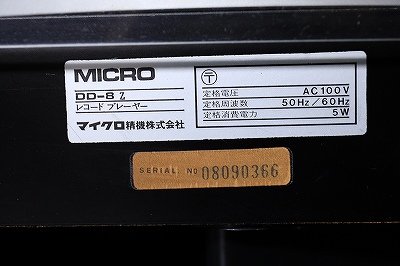 MICRO
DD-8 Z
レコード プレーヤー
マイクロ精機株式会社
〒
定格電圧 AC100V
定格周波数 50Hz/60Hz
定格消費電力 5W
SERIAL NO 08090366